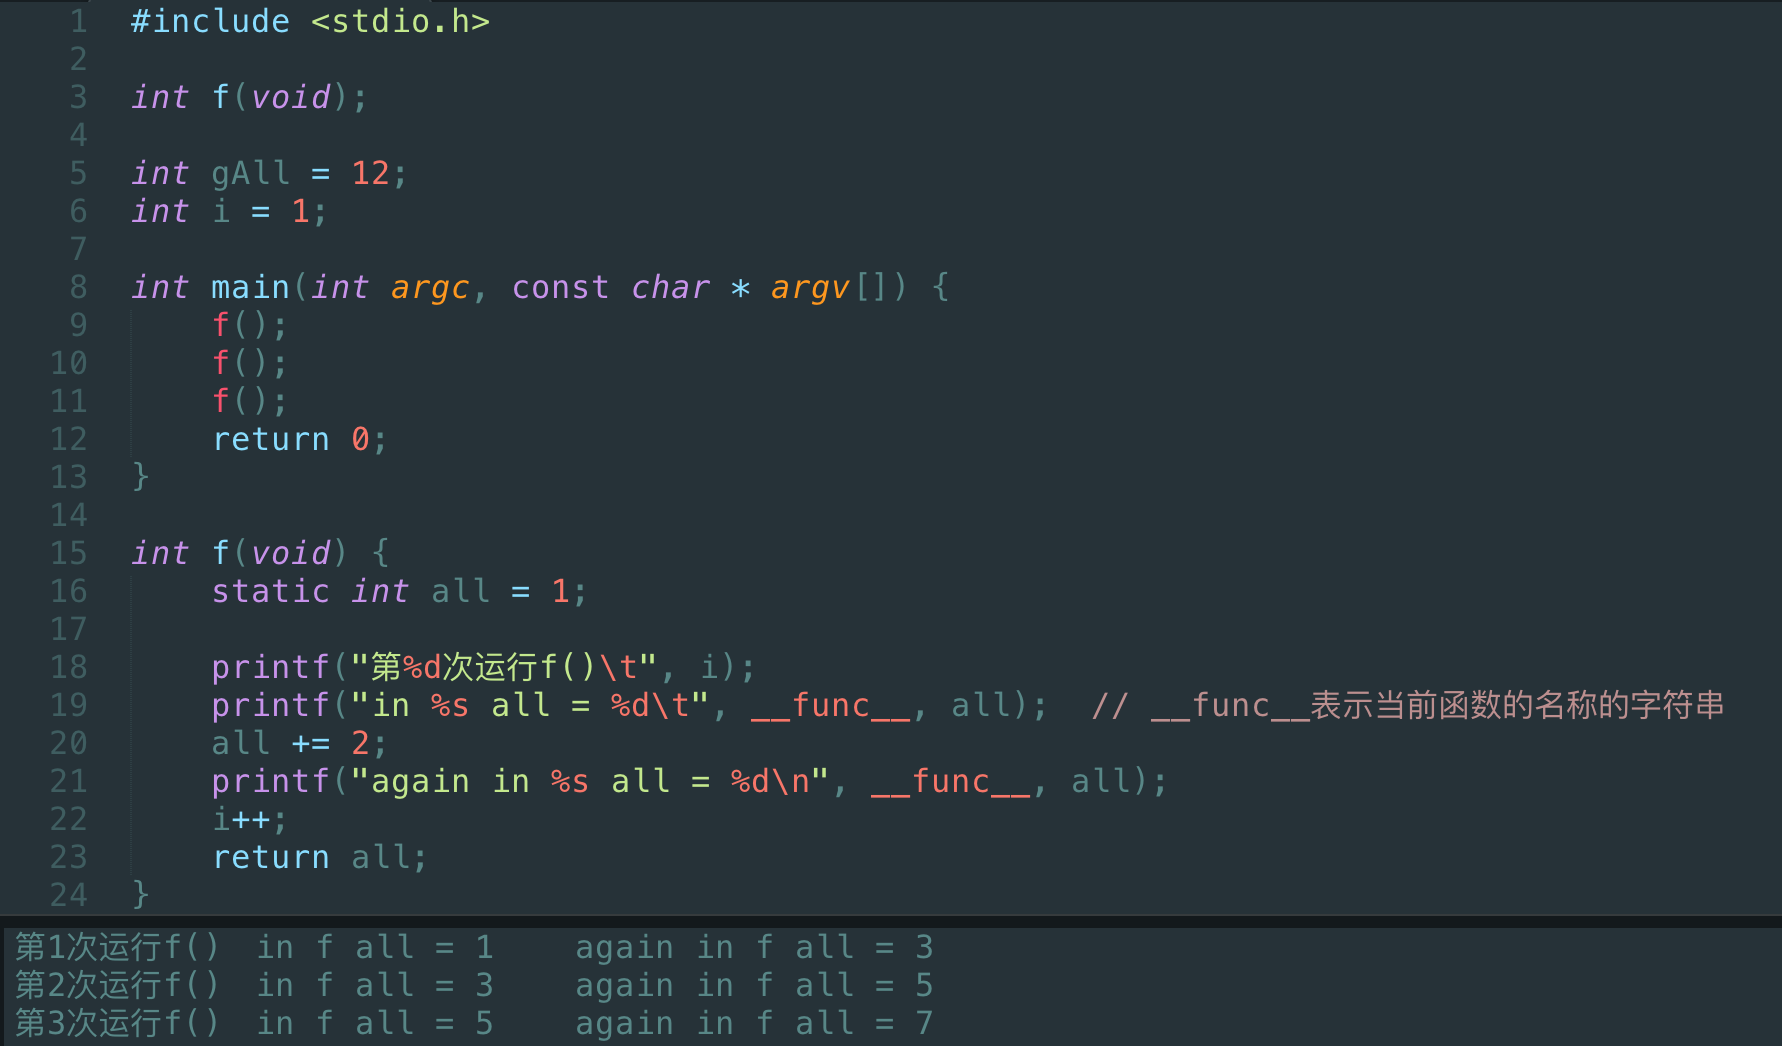 1 #include <stdio.h>
2
3 int f(void);
4
5 int gAll = 12;
6 int i = 1;
7
8 int main(int argc, const char * argv[]) {
9     f();
10     f();
11     f();
12     return 0;
13 }
14
15 int f(void) {
16     static int all = 1;
17
18     printf("第%d次运行f()\t", i);
19     printf("in %s all = %d\t", __func__, all);  // __func__表示当前函数的名称的字符串
20     all += 2;
21     printf("again in %s all = %d\n", __func__, all);
22     i++;
23     return all;
24 }
第1次运行f()  in f all = 1    again in f all = 3
第2次运行f()  in f all = 3    again in f all = 5
第3次运行f()  in f all = 5    again in f all = 7